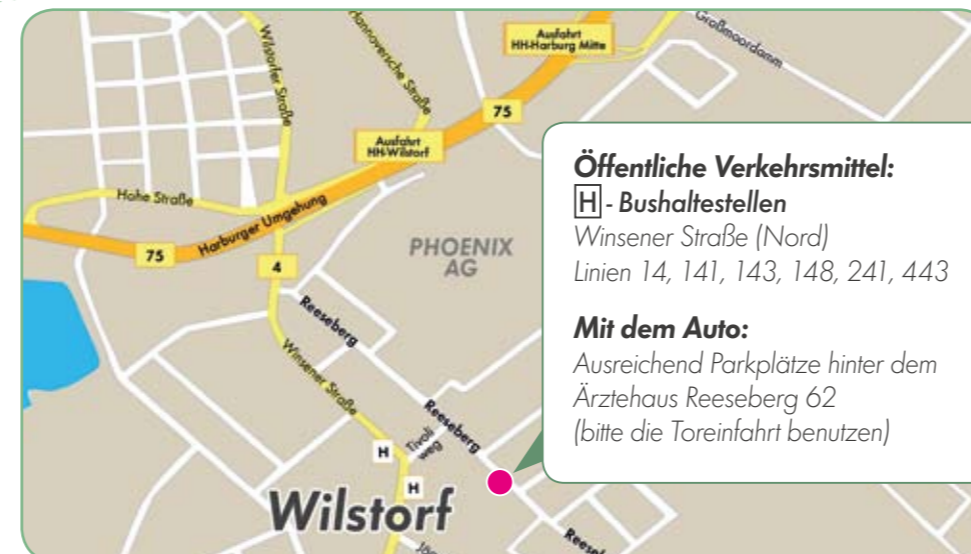 Ausfahrt
HH-Harburg Mitte
Großmoordamm
Wilstorfer Straße
Hannoversche Straße
75
Ausfahrt
HH-Wilstorf
Hohe Straße
Harburger Umgehung
75
4
PHOENIX
AG
Reeseberg
Winsener Straße
Reeseberg
Tivoli
weg
H
H
Wilstorf
Öffentliche Verkehrsmittel:
H - Bushaltestellen
Winsener Straße (Nord)
Linien 14, 141, 143, 148, 241, 443
Mit dem Auto:
Ausreichend Parkplätze hinter dem
Ärztehaus Reeseberg 62
(bitte die Toreinfahrt benutzen)